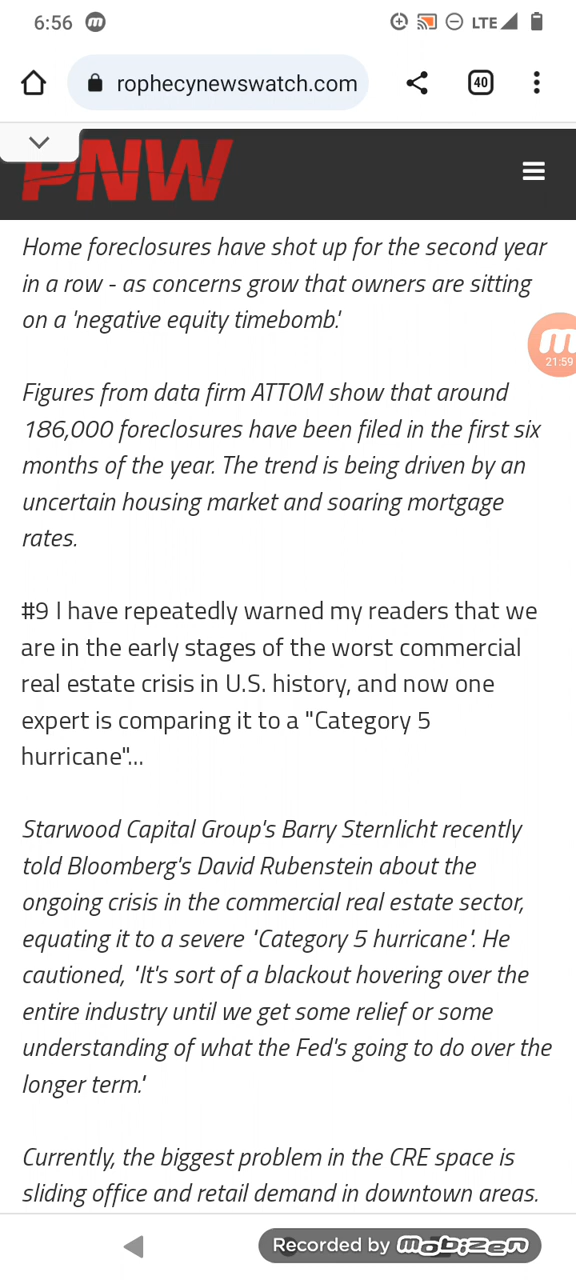 6:56
LTE
rophecynewswatch.com
40
PNW
Home foreclosures have shot up for the second year
in a row - as concerns grow that owners are sitting
on a 'negative equity timebomb.'
21:59
Figures from data firm ATTOM show that around
186,000 foreclosures have been filed in the first six
months of the year. The trend is being driven by an
uncertain housing market and soaring mortgage
rates.
#9 I have repeatedly warned my readers that we
are in the early stages of the worst commercial
real estate crisis in U.S. history, and now one
expert is comparing it to a "Category 5
hurricane"...
Starwood Capital Group's Barry Sternlicht recently
told Bloomberg's David Rubenstein about the
ongoing crisis in the commercial real estate sector,
equating it to a severe 'Category 5 hurricane'. He
cautioned, 'It's sort of a blackout hovering over the
entire industry until we get some relief or some
understanding of what the Fed's going to do over the
longer term.'
Currently, the biggest problem in the CRE space is
sliding office and retail demand in downtown areas.
Recorded by mobizen